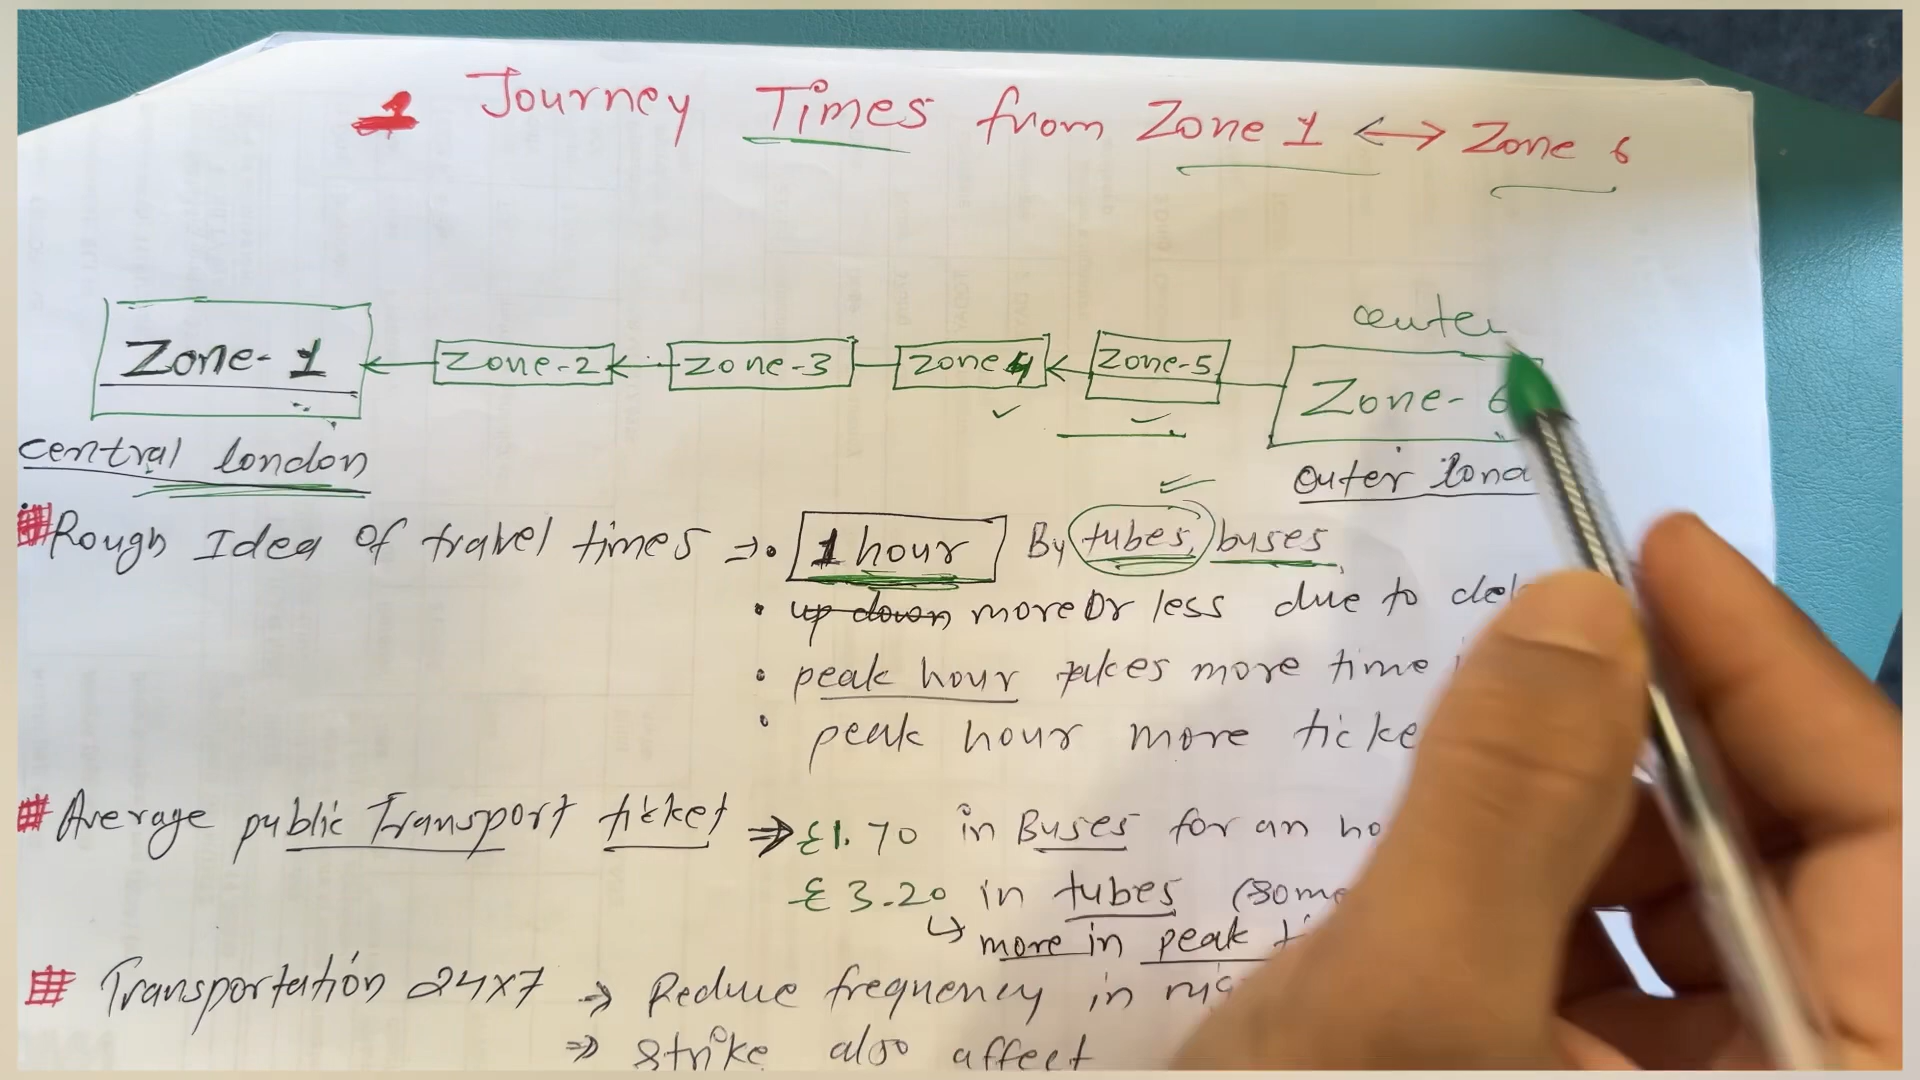 1 Journey Times from Zone 1 <-> Zone 6
outer
Zone-1 Zone-2 Zone-3 Zone 4 Zone-5 Zone-6
central london
outer lond
# Rough Idea of travel times => • 1 hour By tubes, buses
• up down more or less due to del
• peak hour takes more time
• peak hour more ticke
# Average public Transport ticket => £1.70 in Buses for an ho
£3.20 in tubes (some
↳ more in peak ti
# Transportation 24x7 → Reduce frequency in nig
=> strike also affect